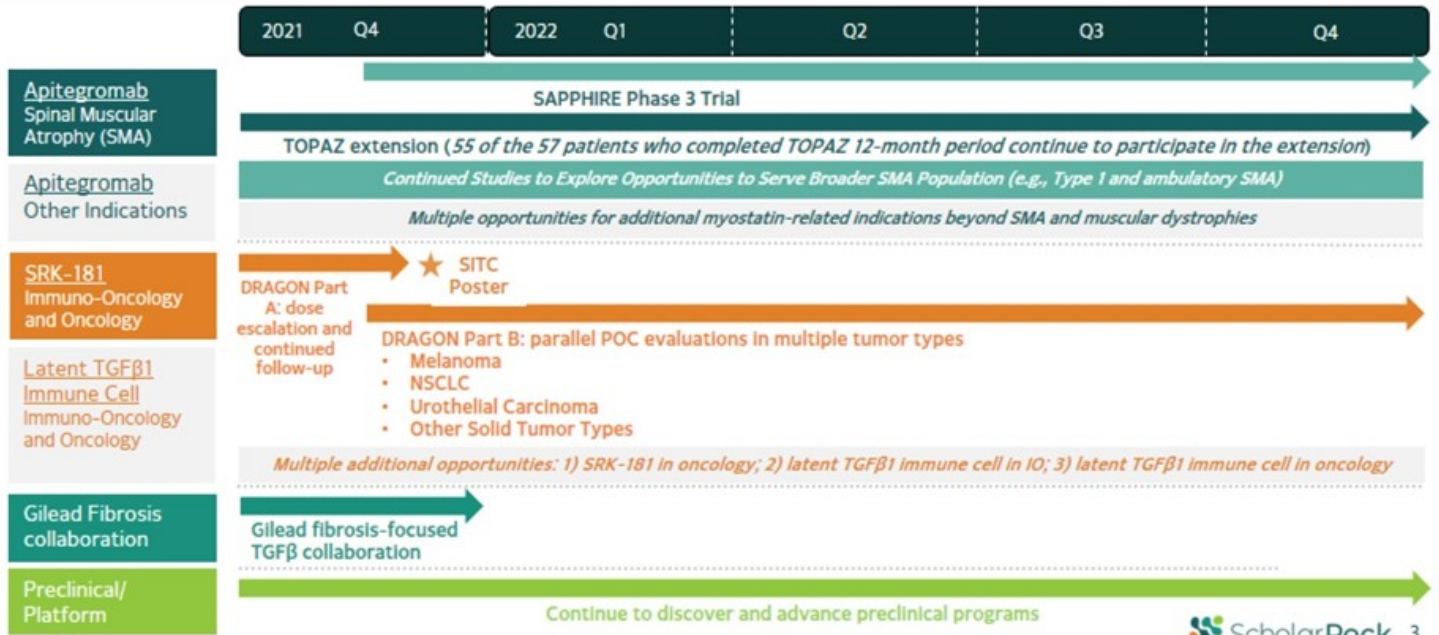 2021 Q4 2022 Q1 Q2 Q3 Q4
Apitegromab
Spinal Muscular
Atrophy (SMA)
SAPPHIRE Phase 3 Trial
TOPAZ extension (55 of the 57 patients who completed TOPAZ 12-month period continue to participate in the extension)
Apitegromab
Other Indications
Continued Studies to Explore Opportunities to Serve Broader SMA Population (e.g., Type 1 and ambulatory SMA)
Multiple opportunities for additional myostatin-related indications beyond SMA and muscular dystrophies
SRK-181
Immuno-Oncology
and Oncology
DRAGON Part
A: dose
escalation and
continued
follow-up
SITC
Poster
DRAGON Part B: parallel POC evaluations in multiple tumor types
• Melanoma
• NSCLC
• Urothelial Carcinoma
• Other Solid Tumor Types
Latent TGFβ1
Immune Cell
Immuno-Oncology
and Oncology
Multiple additional opportunities: 1) SRK-181 in oncology; 2) latent TGFβ1 immune cell in IO; 3) latent TGFβ1 immune cell in oncology
Gilead Fibrosis
collaboration
Gilead fibrosis-focused
TGFβ collaboration
Preclinical/
Platform
Continue to discover and advance preclinical programs
Scholar Rock 3